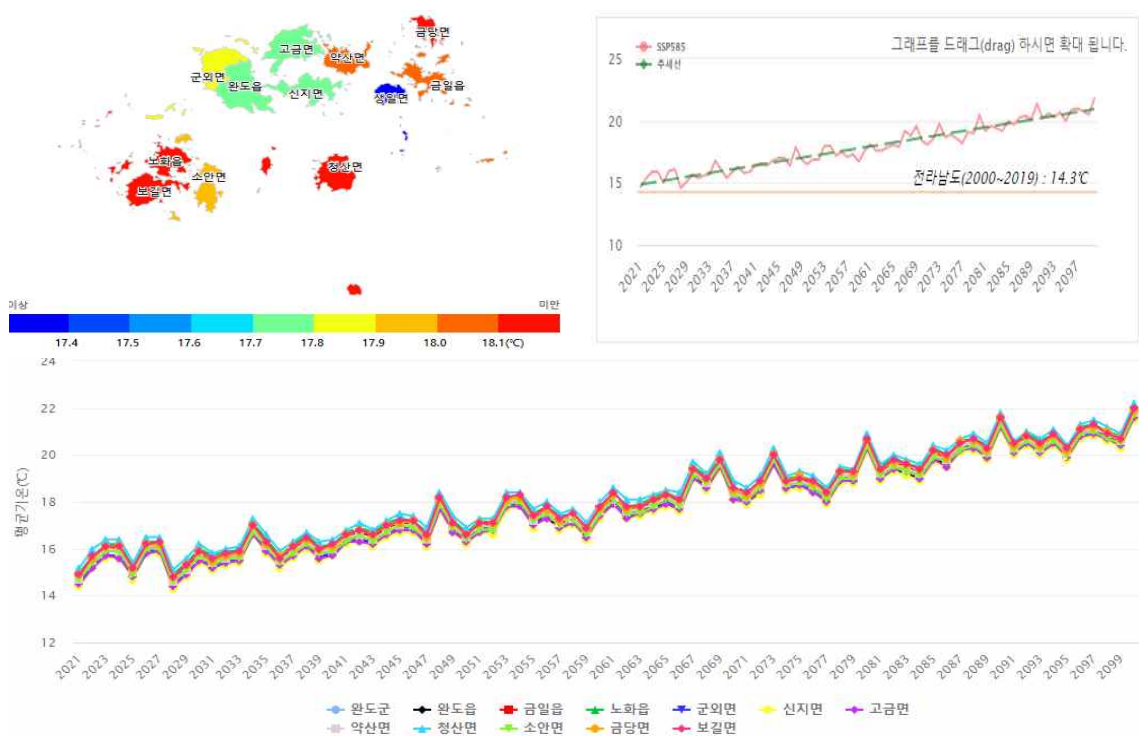 금당면
고금면
약산면
군외면
완도읍
신지면
생일면
금일읍
노화읍
소안면
청산면
보길면
이상
미만
17.4 17.5 17.6 17.7 17.8 17.9 18.0 18.1(℃)
SSP585
추세선
그래프를 드래그(drag) 하시면 확대 됩니다.
25
20
15
10
전라남도(2000~2019) : 14.3℃
2021 2025 2029 2033 2037 2041 2045 2049 2053 2057 2061 2065 2069 2073 2077 2081 2085 2089 2093 2097
평균기온(℃)
24
22
20
18
16
14
12
2021 2023 2025 2027 2029 2031 2033 2035 2037 2039 2041 2043 2045 2047 2049 2051 2053 2055 2057 2059 2061 2063 2065 2067 2069 2071 2073 2075 2077 2079 2081 2083 2085 2087 2089 2091 2093 2095 2097 2099
완도군 완도읍 금일읍 노화읍 군외면 신지면 고금면
약산면 청산면 소안면 금당면 보길면